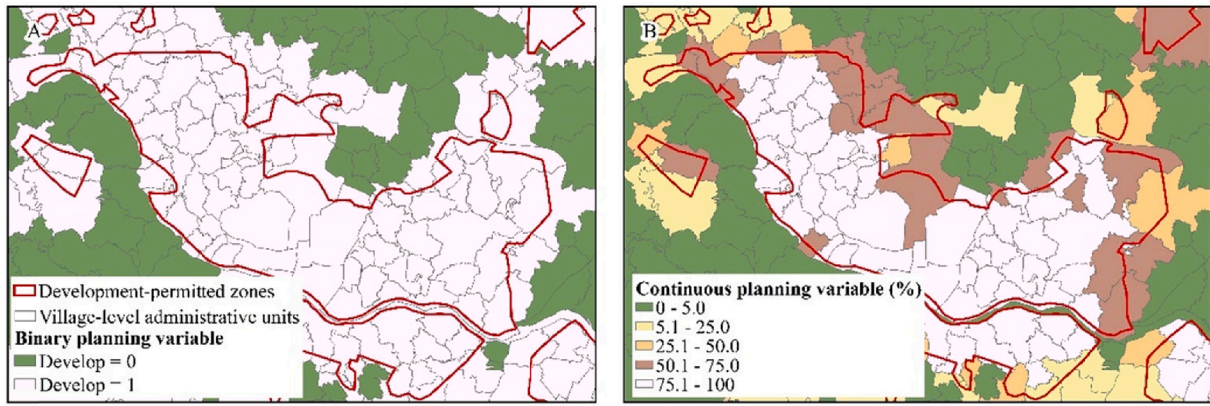 A
Development-permitted zones
Village-level administrative units
Binary planning variable
Develop = 0
Develop = 1
B
Continuous planning variable (%)
0 - 5.0
5.1 - 25.0
25.1 - 50.0
50.1 - 75.0
75.1 - 100